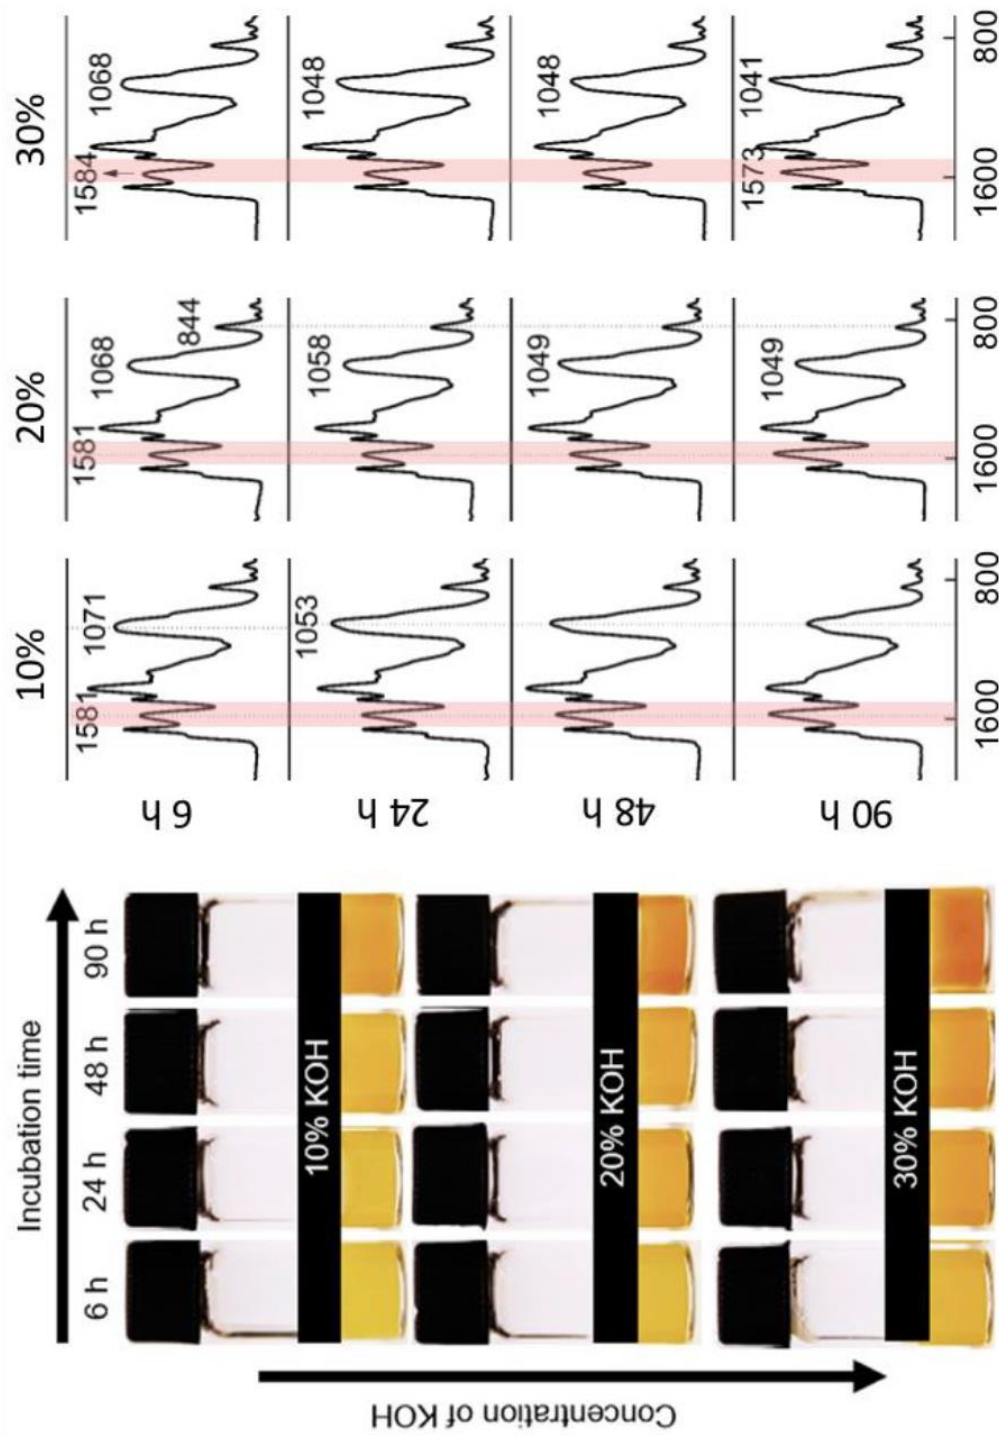 Incubation time
6 h 24 h 48 h 90 h
Concentration of KOH
10% KOH
20% KOH
30% KOH
10% 20% 30%
6 h
1581 1071
1581 1068 844
1584 1068
24 h
1053
1058
1048
48 h
1049
1048
90 h
1049
1573 1041
1600 800 1600 800 1600 800